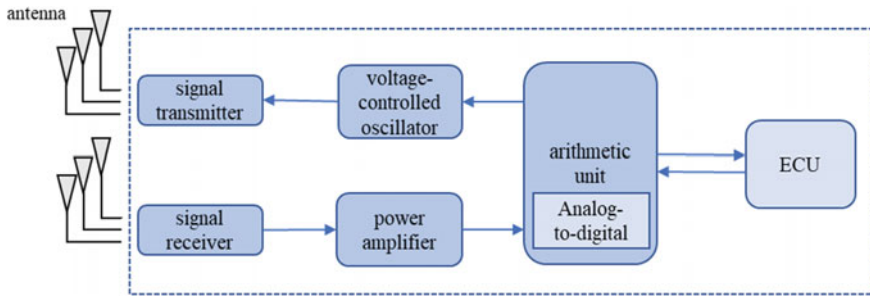 antenna
signal
transmitter
voltage-
controlled
oscillator
arithmetic
unit
Analog-
to-digital
ECU
signal
receiver
power
amplifier